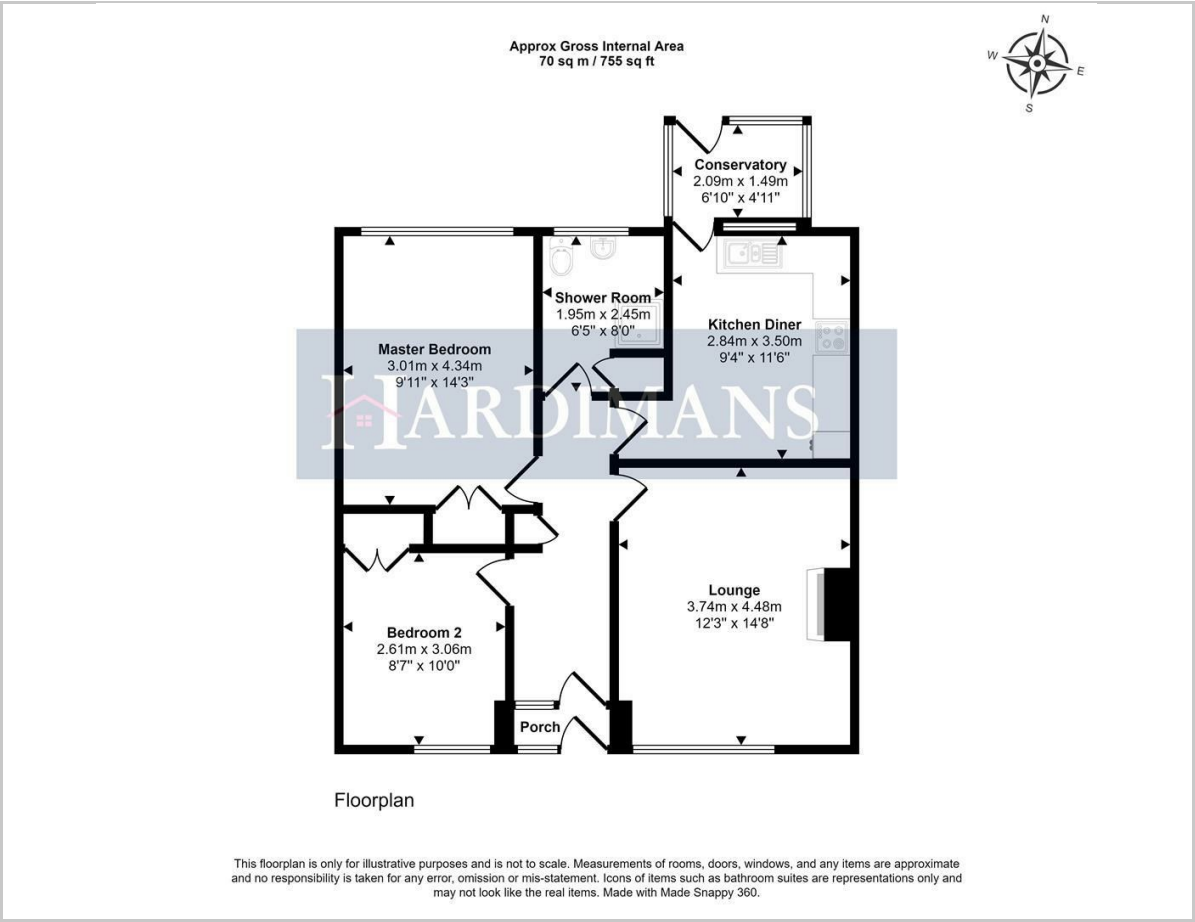 Approx Gross Internal Area
70 sq m / 755 sq ft
N
W
E
S
Conservatory
2.09m x 1.49m
6'10" x 4'11"
Shower Room
1.95m x 2.45m
6'5" x 8'0"
Kitchen Diner
2.84m x 3.50m
9'4" x 11'6"
Master Bedroom
3.01m x 4.34m
9'11" x 14'3"
HARDIMANS
Lounge
3.74m x 4.48m
12'3" x 14'8"
Bedroom 2
2.61m x 3.06m
8'7" x 10'0"
Porch
Floorplan
This floorplan is only for illustrative purposes and is not to scale. Measurements of rooms, doors, windows, and any items are approximate
and no responsibility is taken for any error, omission or mis-statement. Icons of items such as bathroom suites are representations only and
may not look like the real items. Made with Made Snappy 360.